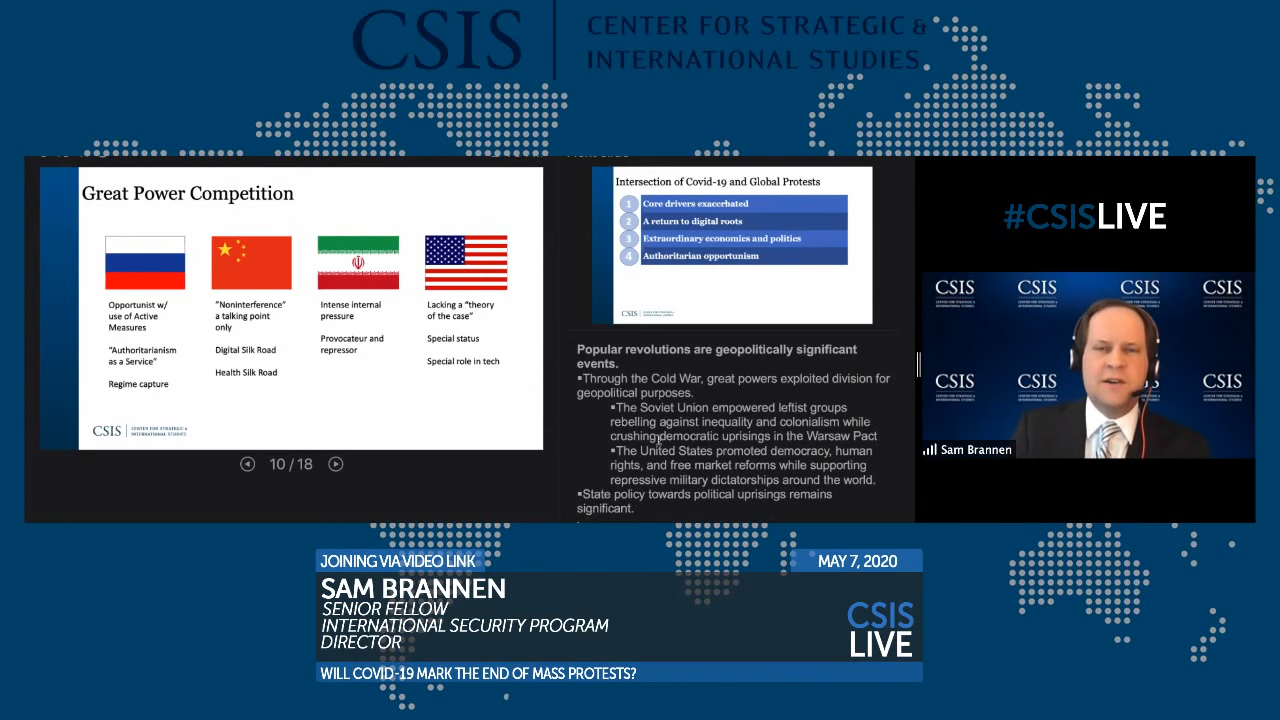 CSIS
CENTER FOR STRATEGIC &
INTERNATIONAL STUDIES
Great Power Competition
Opportunist w/
use of Active
Measures
"Authoritarianism
as a Service"
Regime capture
"Noninterference"
a talking point
only
Digital Silk Road
Health Silk Road
Intense internal
pressure
Provocateur and
repressor
Lacking a "theory
of the case"
Special status
Special role in tech
CSIS
CENTER FOR STRATEGIC &
INTERNATIONAL STUDIES
10 / 18
Intersection of Covid-19 and Global Protests
1 Core drivers exacerbated
2 A return to digital roots
3 Extraordinary economics and politics
4 Authoritarian opportunism
CSIS
Popular revolutions are geopolitically significant
events.
▪Through the Cold War, great powers exploited division for
geopolitical purposes.
▪The Soviet Union empowered leftist groups
rebelling against inequality and colonialism while
crushing democratic uprisings in the Warsaw Pact
▪The United States promoted democracy, human
rights, and free market reforms while supporting
repressive military dictatorships around the world.
▪State policy towards political uprisings remains
significant.
#CSISLIVE
CSIS
CSIS
CSIS
CSIS
CSIS
CSIS
CSIS
Sam Brannen
JOINING VIA VIDEO LINK
MAY 7, 2020
SAM BRANNEN
SENIOR FELLOW
INTERNATIONAL SECURITY PROGRAM
DIRECTOR
CSIS
LIVE
WILL COVID-19 MARK THE END OF MASS PROTESTS?